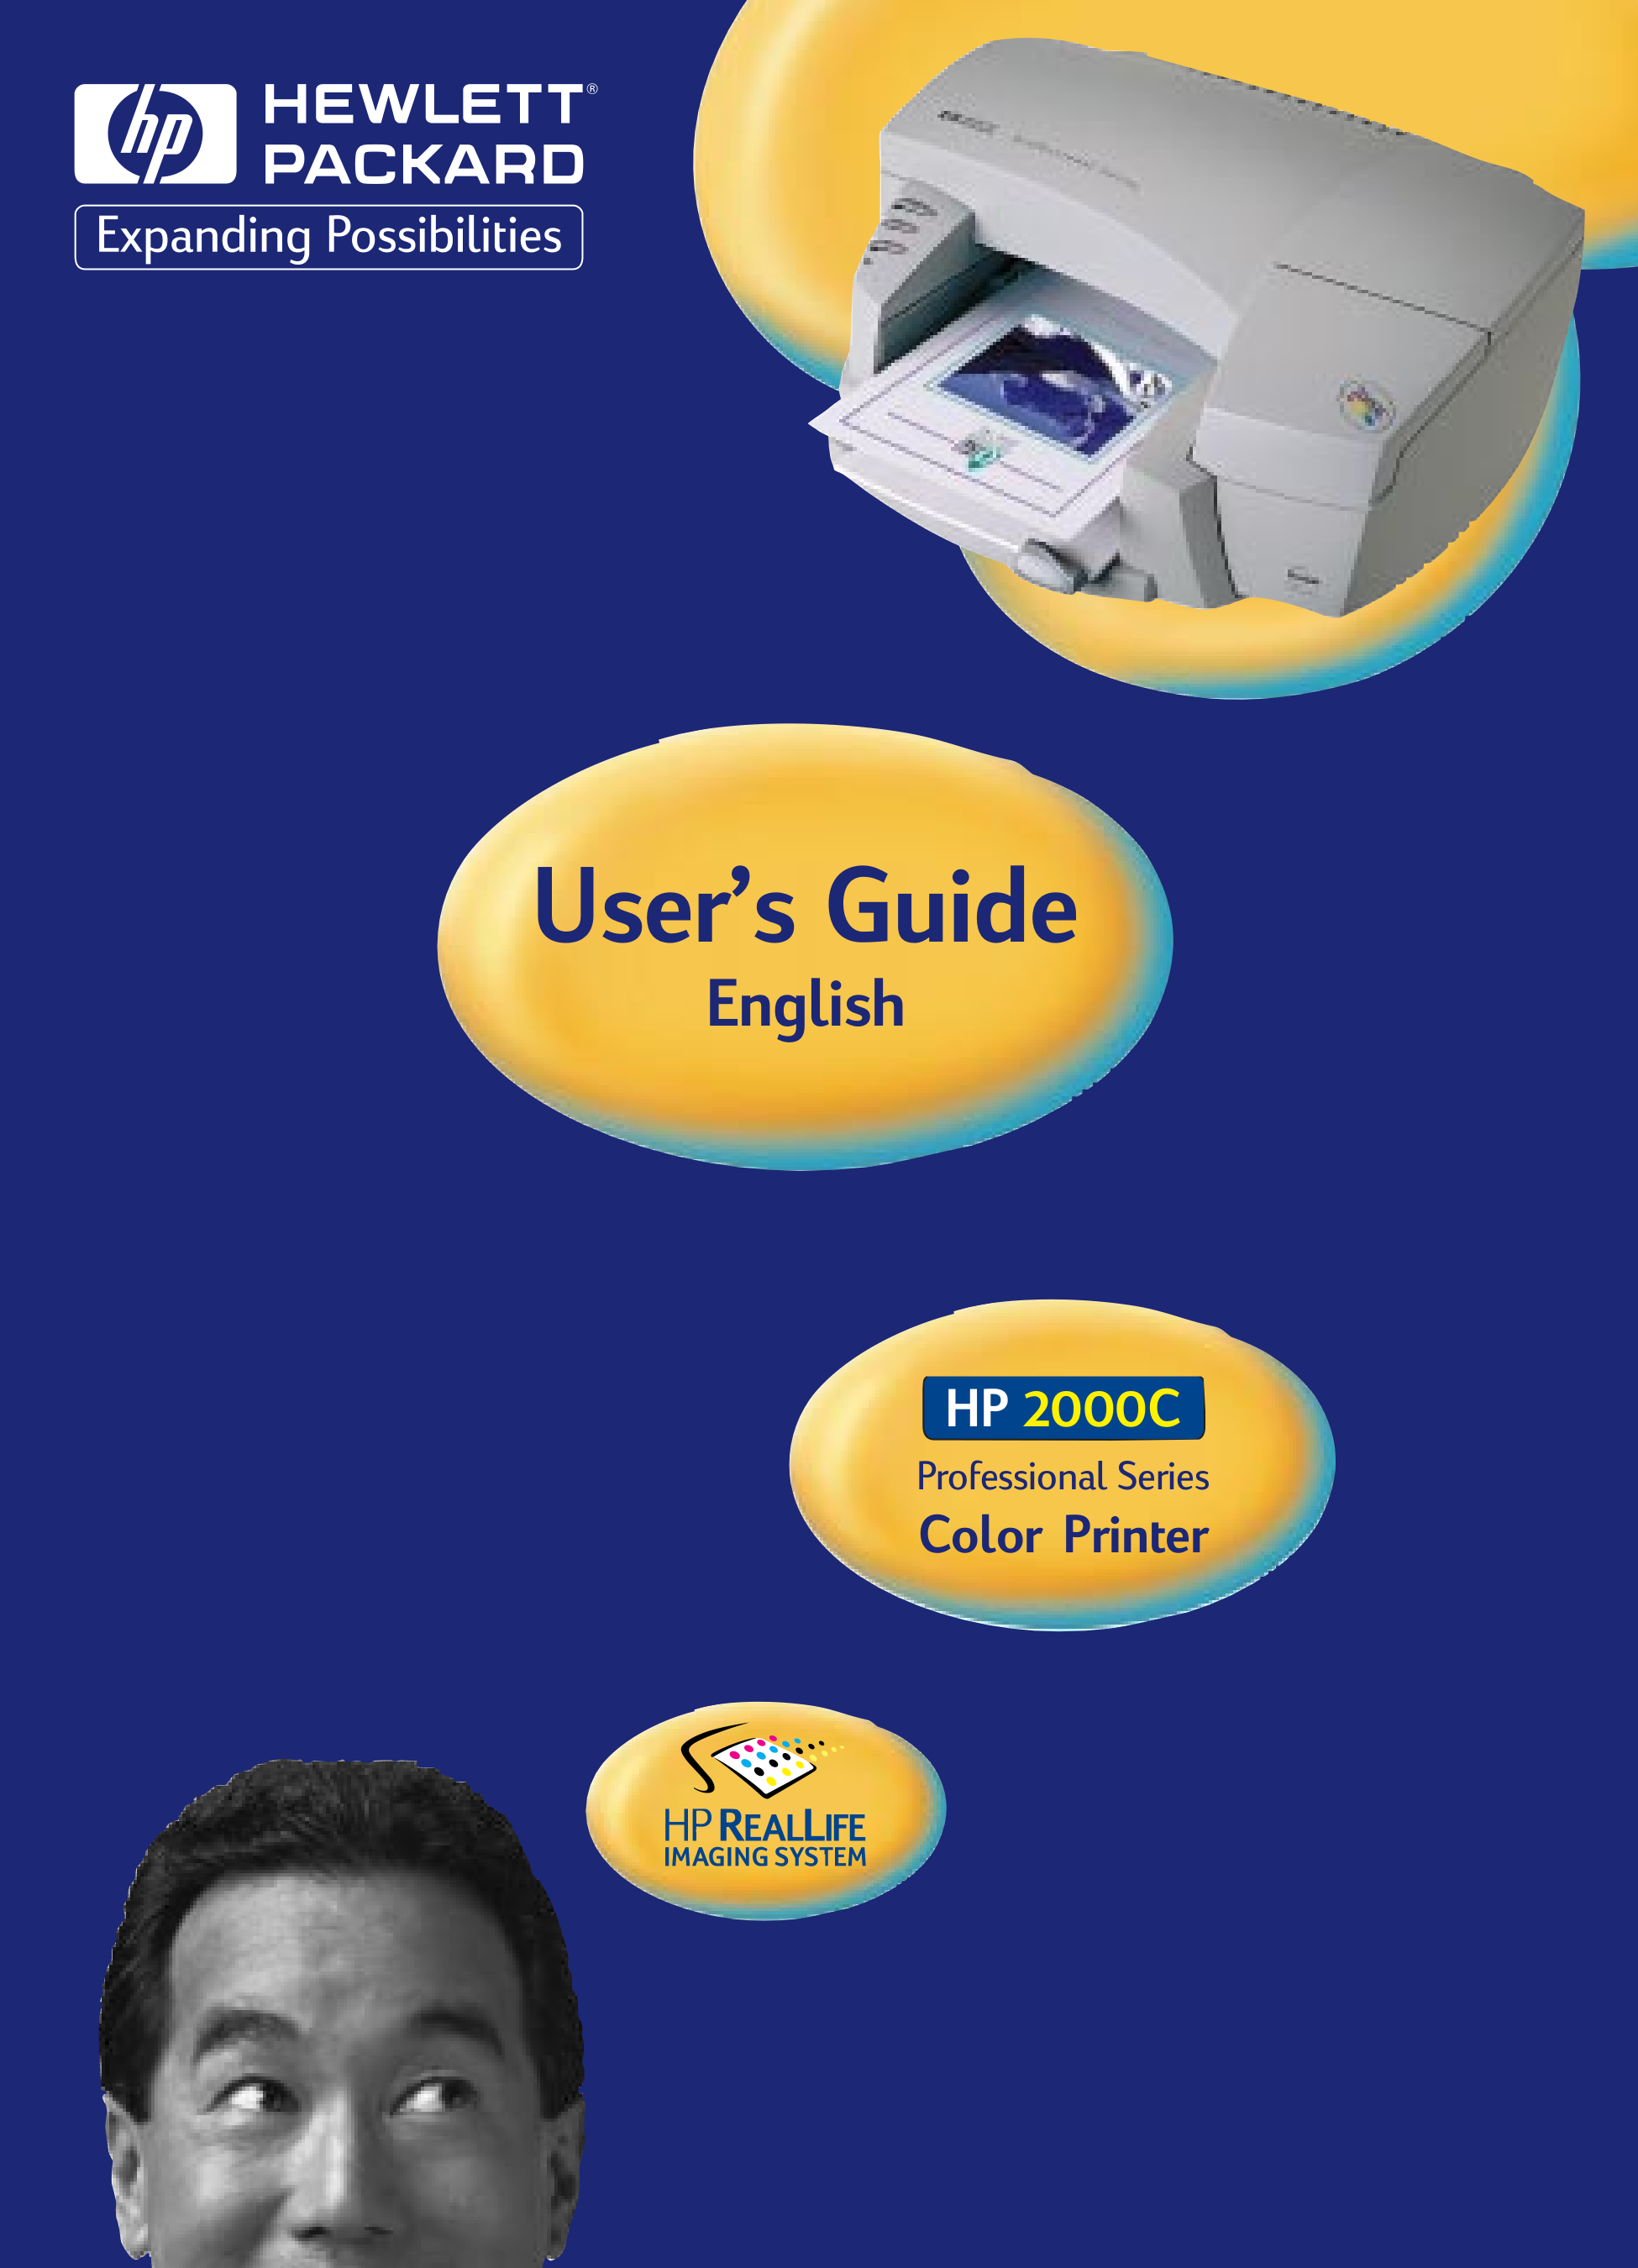 hp
HEWLETT®
PACKARD
Expanding Possibilities
User’s Guide
English
HP 2000C
Professional Series
Color Printer
HP REALLIFE
IMAGING SYSTEM